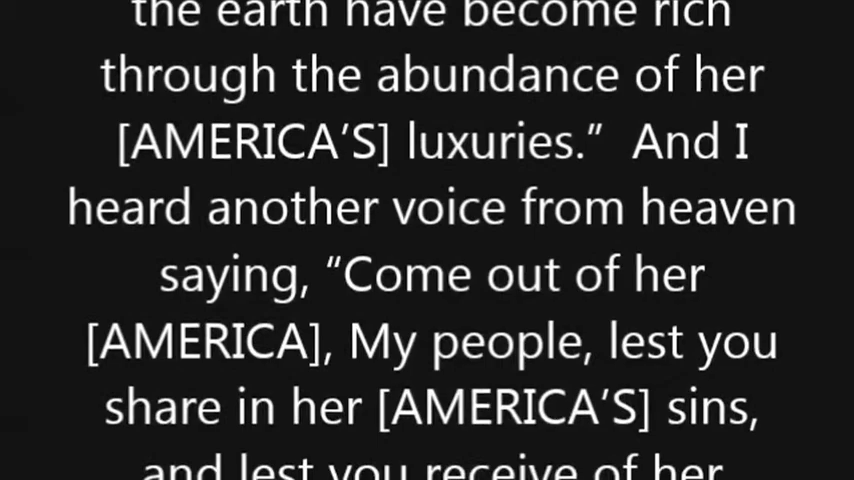 the earth have become rich
through the abundance of her
[AMERICA’S] luxuries.”  And I
heard another voice from heaven
saying, “Come out of her
[AMERICA], My people, lest you
share in her [AMERICA’S] sins,
and lest you receive of her